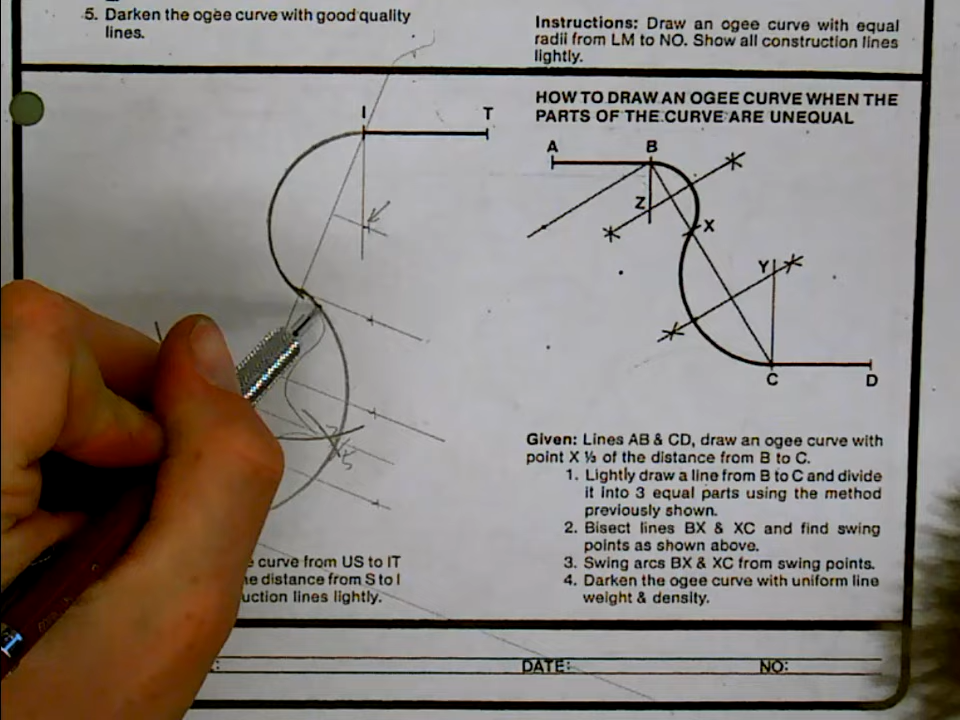 5. Darken the ogee curve with good quality
lines.
Instructions: Draw an ogee curve with equal
radii from LM to NO. Show all construction lines
lightly.
HOW TO DRAW AN OGEE CURVE WHEN THE
PARTS OF THE CURVE ARE UNEQUAL
I T
A B
Z X
Y
C D
Given: Lines AB & CD, draw an ogee curve with
point X ⅓ of the distance from B to C.
1. Lightly draw a line from B to C and divide
it into 3 equal parts using the method
previously shown.
2. Bisect lines BX & XC and find swing
points as shown above.
3. Swing arcs BX & XC from swing points.
4. Darken the ogee curve with uniform line
weight & density.
curve from US to IT
distance from S to I
lines lightly.
DATE: NO: